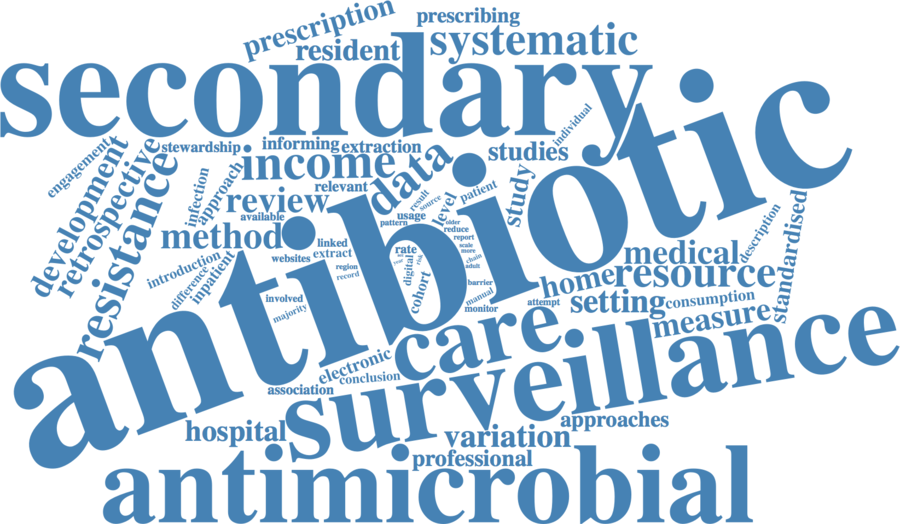 prescription
prescribing
resident
systematic
secondary
individual
stewardship
informing
extraction
studies
engagement
development
retrospective
resistance
infection
approach
income
data
relevant
review
available
method
result
source
level
patient
study
usage
pattern
older
reduce
report
scale
more
linked
websites
extract
rate
year
risk
digital
chain
adult
region
record
cohort
barrier
manual
monitor
attempt
introduction
difference
inpatient
involved
majority
antibiotic
medical
description
standardised
home
resource
setting
consumption
measure
care
electronic
conclusion
association
surveillance
hospital
variation
approaches
professional
antimicrobial